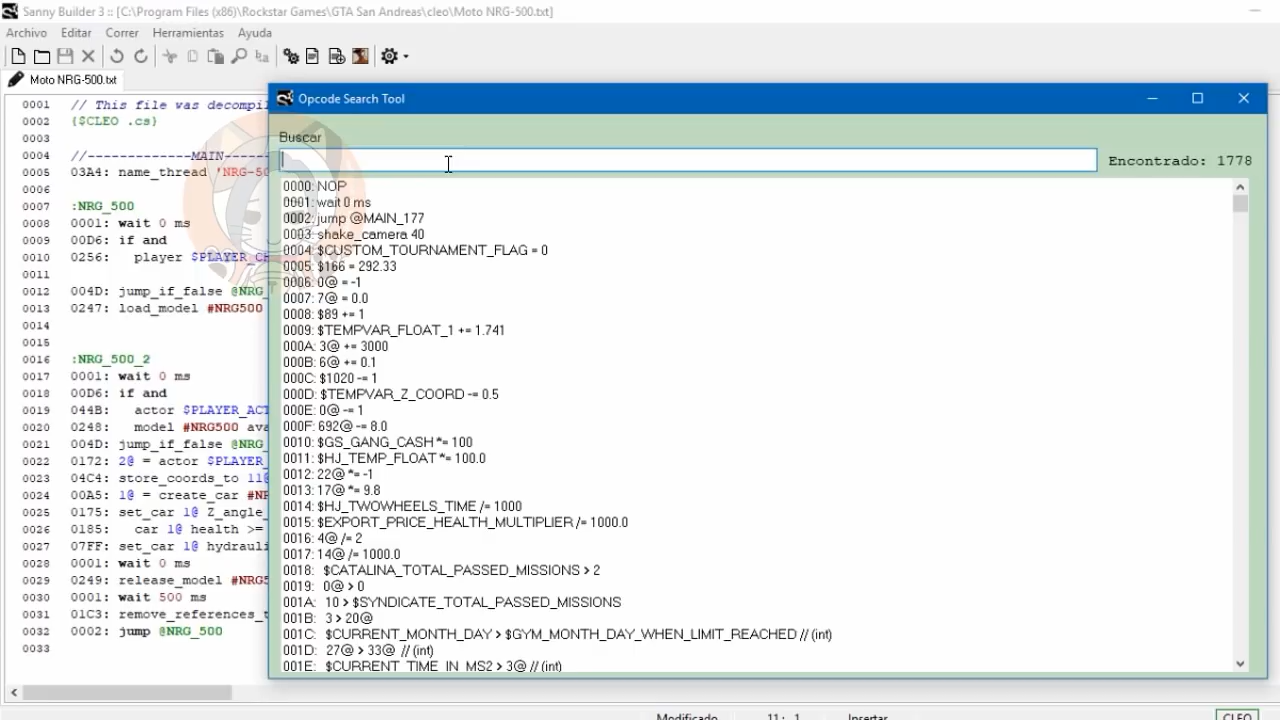 Sanny Builder 3 :: [C:\Program Files (x86)\Rockstar Games\GTA San Andreas\cleo\Moto NRG-500.txt]
Archivo Editar Correr Herramientas Ayuda
Moto NRG-500.txt
0001 // This file was decompil
0002 {$CLEO .cs}
0003
0004 //-------------MAIN-----
0005 03A4: name_thread 'NRG-50
0006
0007 :NRG_500
0008 0001: wait 0 ms
0009 00D6: if and
0010 0256: player $PLAYER_CH
0011
0012 004D: jump_if_false @NRG_
0013 0247: load_model #NRG500
0014
0015
0016 :NRG_500_2
0017 0001: wait 0 ms
0018 00D6: if and
0019 044B: actor $PLAYER_ACT
0020 0248: model #NRG500 ava
0021 004D: jump_if_false @NRG_
0022 0172: 2@ = actor $PLAYER_
0023 04C4: store_coords_to 11@
0024 00A5: 1@ = create_car #NR
0025 0175: set_car 1@ Z_angle_
0026 0185: car 1@ health >=
0027 07FF: set_car 1@ hydrauli
0028 0001: wait 0 ms
0029 0249: release_model #NRG5
0030 0001: wait 500 ms
0031 01C3: remove_references_t
0032 0002: jump @NRG_500
0033
Opcode Search Tool
Buscar
Encontrado: 1778
0000: NOP
0001: wait 0 ms
0002: jump @MAIN_177
0003: shake_camera 40
0004: $CUSTOM_TOURNAMENT_FLAG = 0
0005: $166 = 292.33
0006: 0@ = -1
0007: 7@ = 0.0
0008: $89 += 1
0009: $TEMPVAR_FLOAT_1 += 1.741
000A: 3@ += 3000
000B: 6@ += 0.1
000C: $1020 -= 1
000D: $TEMPVAR_Z_COORD -= 0.5
000E: 0@ -= 1
000F: 692@ -= 8.0
0010: $GS_GANG_CASH *= 100
0011: $HJ_TEMP_FLOAT *= 100.0
0012: 22@ *= -1
0013: 17@ *= 9.8
0014: $HJ_TWOWHEELS_TIME /= 1000
0015: $EXPORT_PRICE_HEALTH_MULTIPLIER /= 1000.0
0016: 4@ /= 2
0017: 14@ /= 1000.0
0018: $CATALINA_TOTAL_PASSED_MISSIONS > 2
0019: 0@ > 0
001A: 10 > $SYNDICATE_TOTAL_PASSED_MISSIONS
001B: 3 > 20@
001C: $CURRENT_MONTH_DAY > $GYM_MONTH_DAY_WHEN_LIMIT_REACHED // (int)
001D: 27@ > 33@ // (int)
001E: $CURRENT_TIME_IN_MS2 > 3@ // (int)
Modificado 11: 1 Insertar CLEO